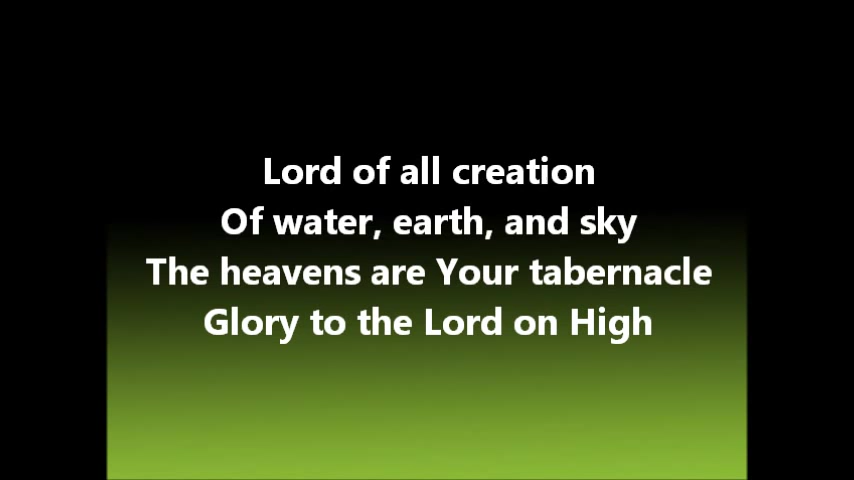 Lord of all creation
Of water, earth, and sky
The heavens are Your tabernacle
Glory to the Lord on High